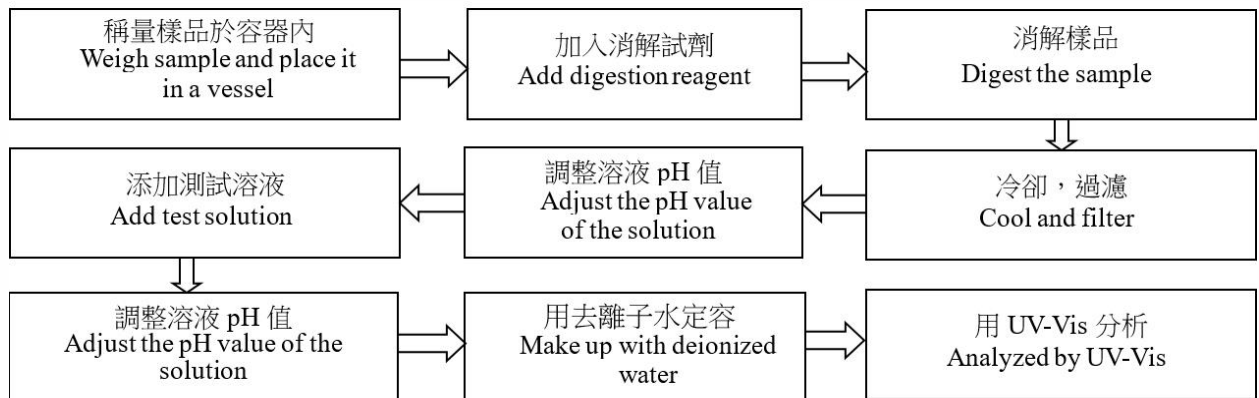 稱量樣品於容器內
Weigh sample and place it
in a vessel
加入消解試劑
Add digestion reagent
消解樣品
Digest the sample
冷卻，過濾
Cool and filter
調整溶液 pH 值
Adjust the pH value
of the solution
添加測試溶液
Add test solution
調整溶液 pH 值
Adjust the pH value of the
solution
用去離子水定容
Make up with deionized
water
用 UV-Vis 分析
Analyzed by UV-Vis